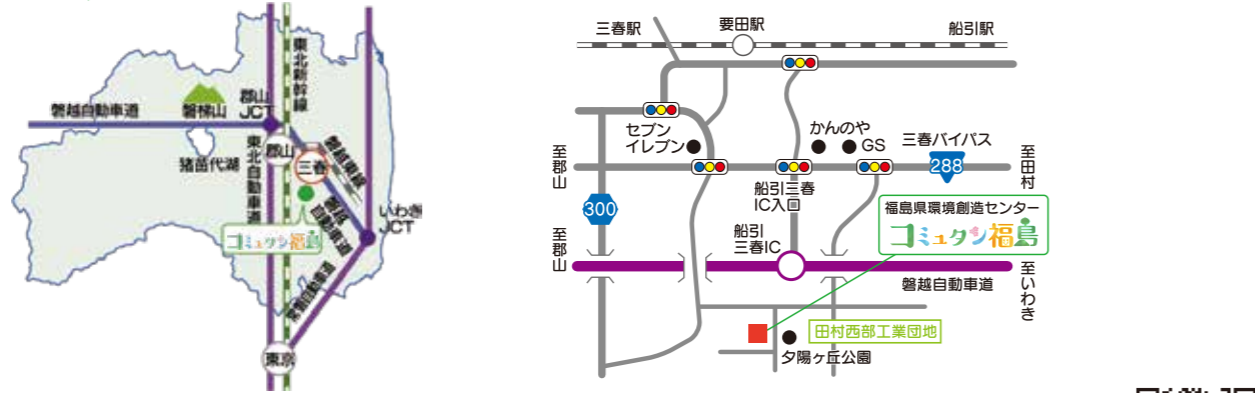 東北新幹線
磐越自動車道
磐梯山
郡山
JCT
猪苗代湖
東北自動車道
郡山
三春
磐越東線
磐越
自動車道
いわき
JCT
コミュタン福島
常磐自動車道
東京
三春駅
要田駅
船引駅
セブン
イレブン
かんのや
GS
三春バイパス
288
至郡山
至田村
300
船引三春
IC入口
福島県環境創造センター
コミュタン福島
至郡山
船引
三春IC
磐越自動車道
至いわき
田村西部工業団地
夕陽ヶ丘公園